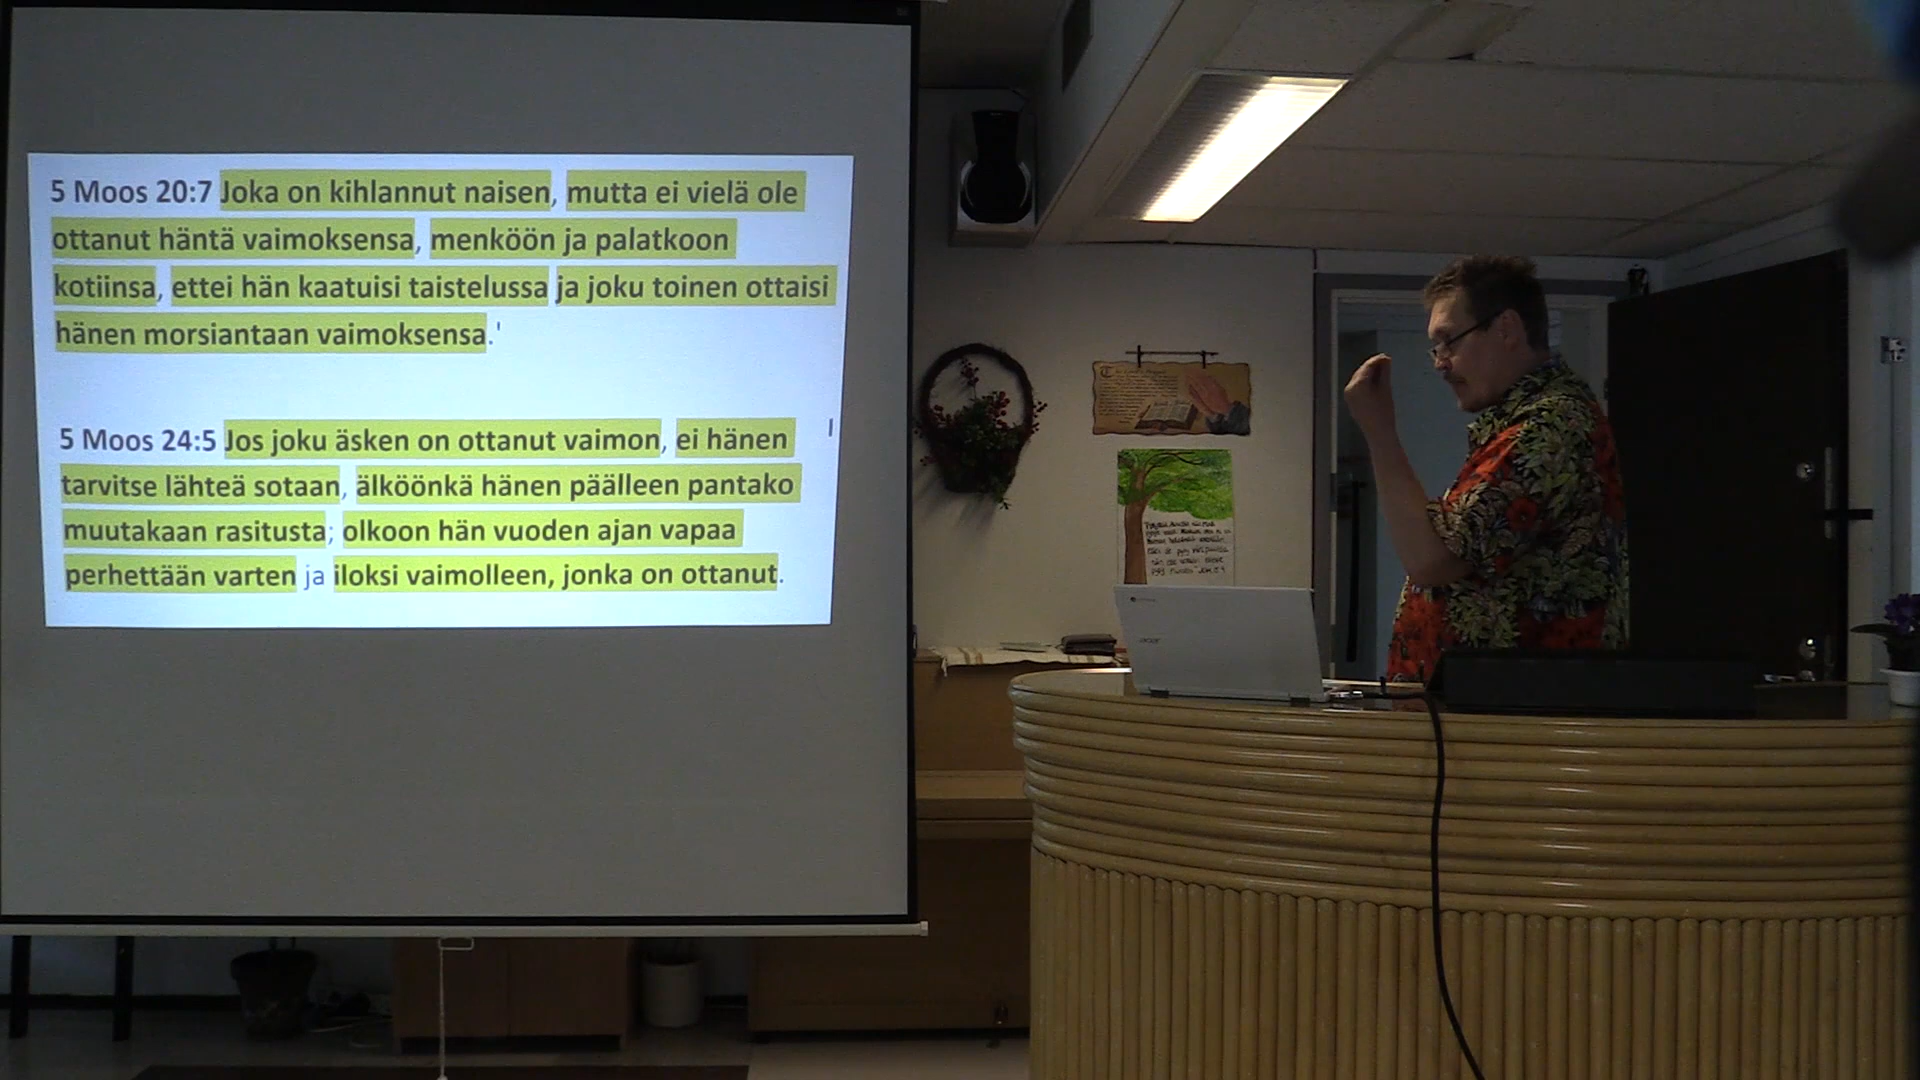 5 Moos 20:7 Joka on kihlannut naisen, mutta ei vielä ole
ottanut häntä vaimoksensa, menköön ja palatkoon
kotiinsa, ettei hän kaatuisi taistelussa ja joku toinen ottaisi
hänen morsiantaan vaimoksensa.'
5 Moos 24:5 Jos joku äsken on ottanut vaimon, ei hänen
tarvitse lähteä sotaan, älköönkä hänen päälleen pantako
muutakaan rasitusta; olkoon hän vuoden ajan vapaa
perhettään varten ja iloksi vaimolleen, jonka on ottanut.
acer